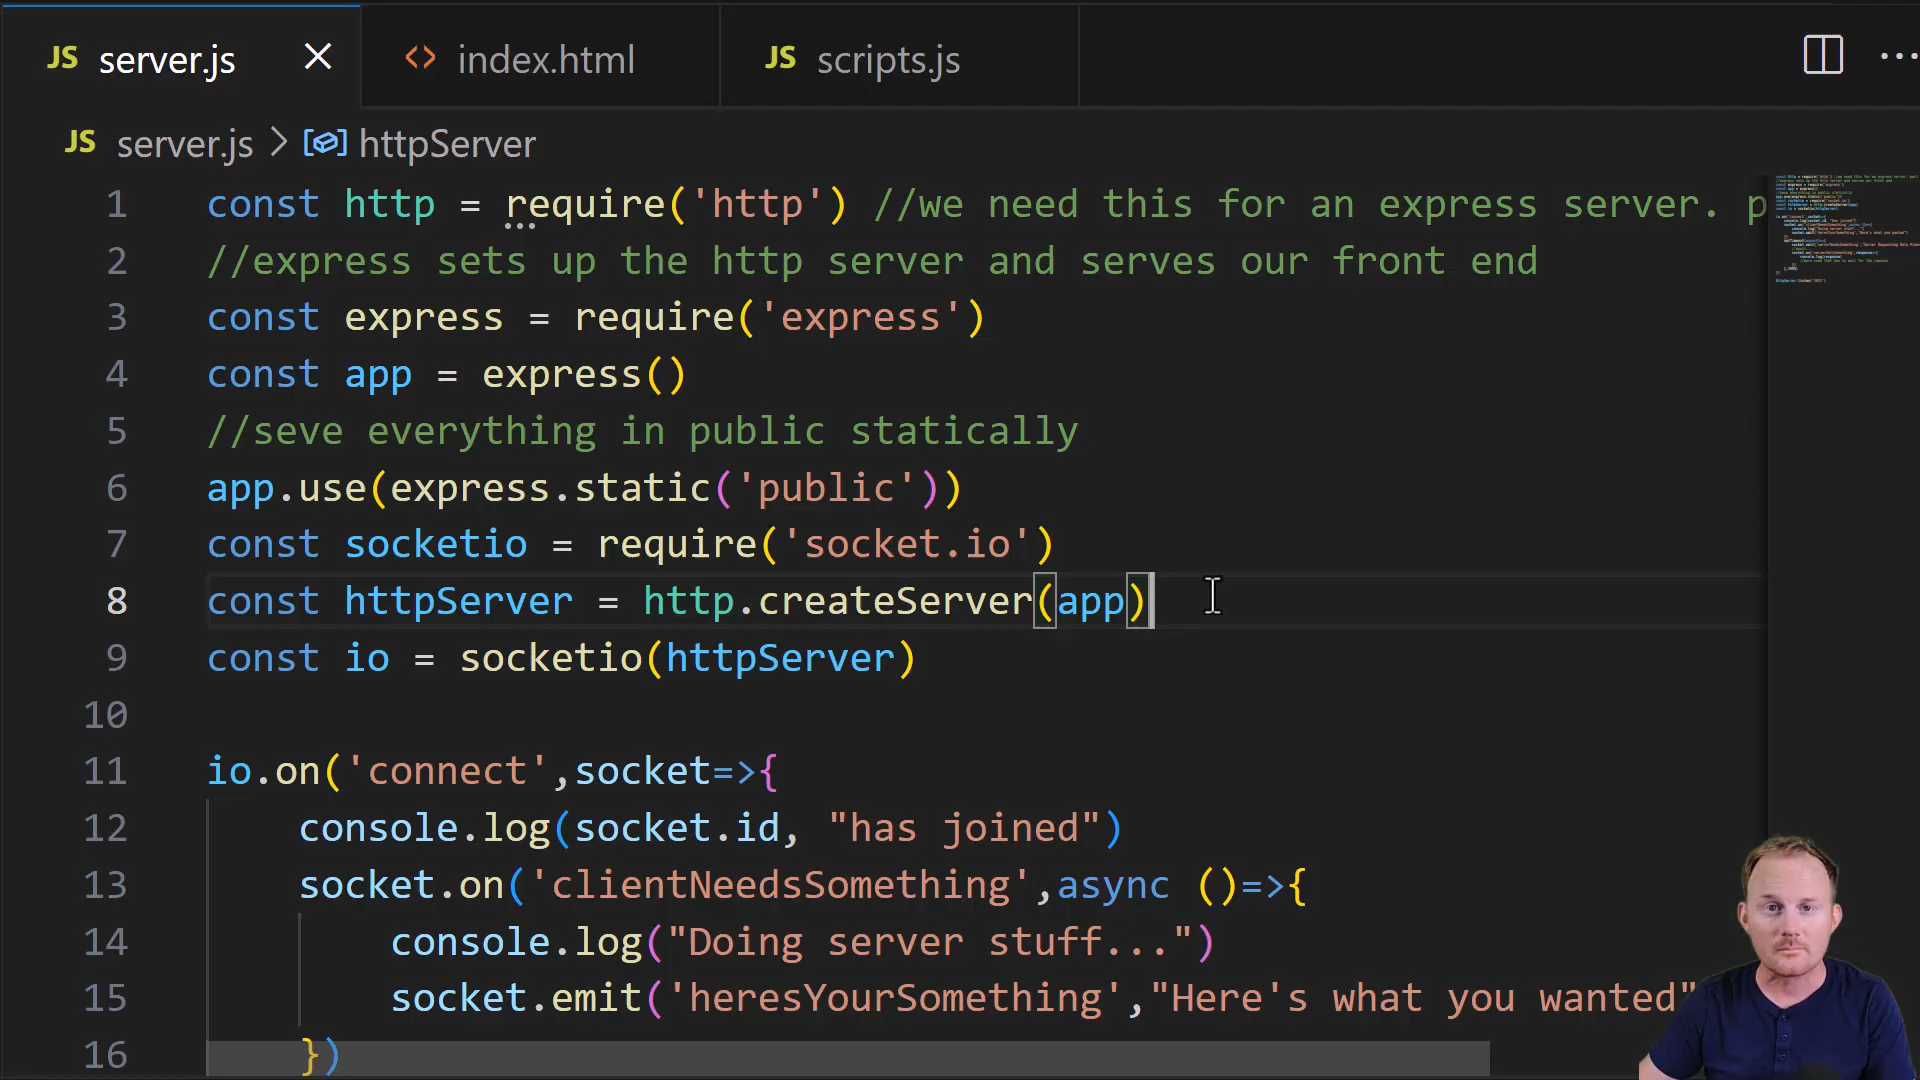 JS server.js
<> index.html
JS scripts.js
JS server.js > httpServer
1 const http = require('http') //we need this for an express server. p
2 //express sets up the http server and serves our front end
3 const express = require('express')
4 const app = express()
5 //seve everything in public statically
6 app.use(express.static('public'))
7 const socketio = require('socket.io')
8 const httpServer = http.createServer(app)
9 const io = socketio(httpServer)
10
11 io.on('connect',socket=>{
12 console.log(socket.id, "has joined")
13 socket.on('clientNeedsSomething',async ()=>{
14 console.log("Doing server stuff...")
15 socket.emit('heresYourSomething',"Here's what you wanted"
16 })